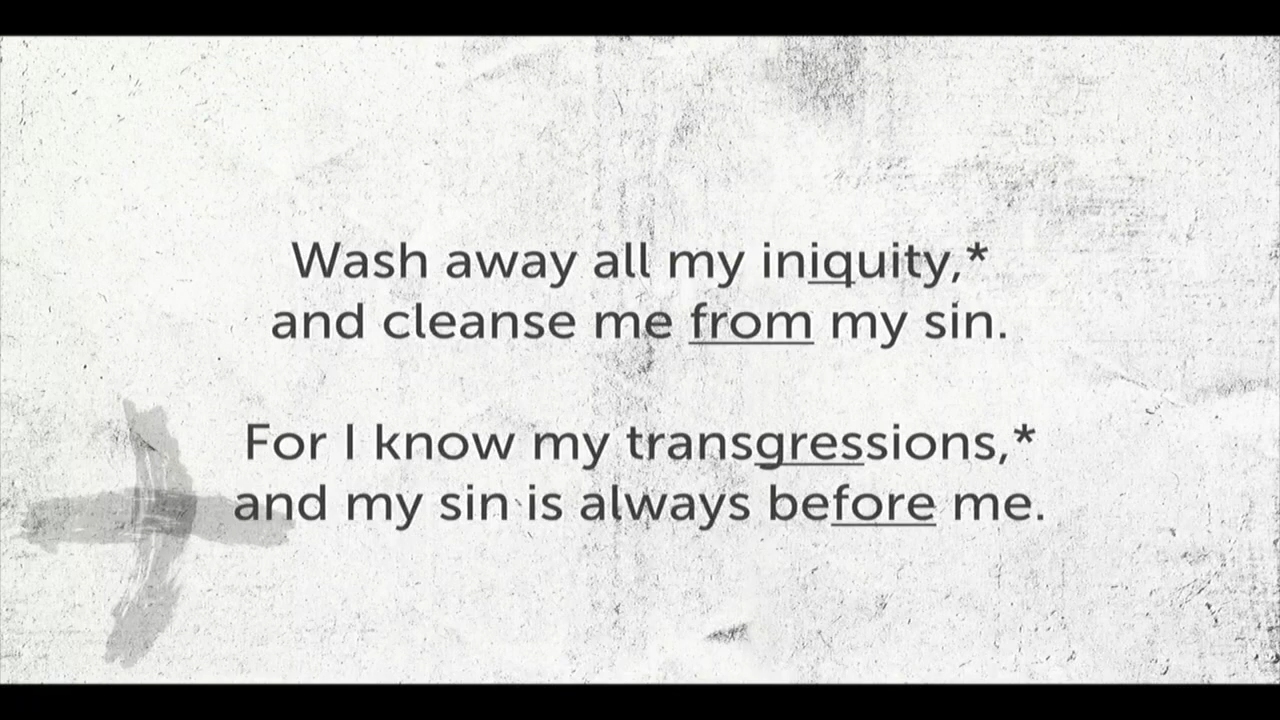 Wash away all my iniquity,*
and cleanse me from my sin.
For I know my transgressions,*
and my sin is always before me.